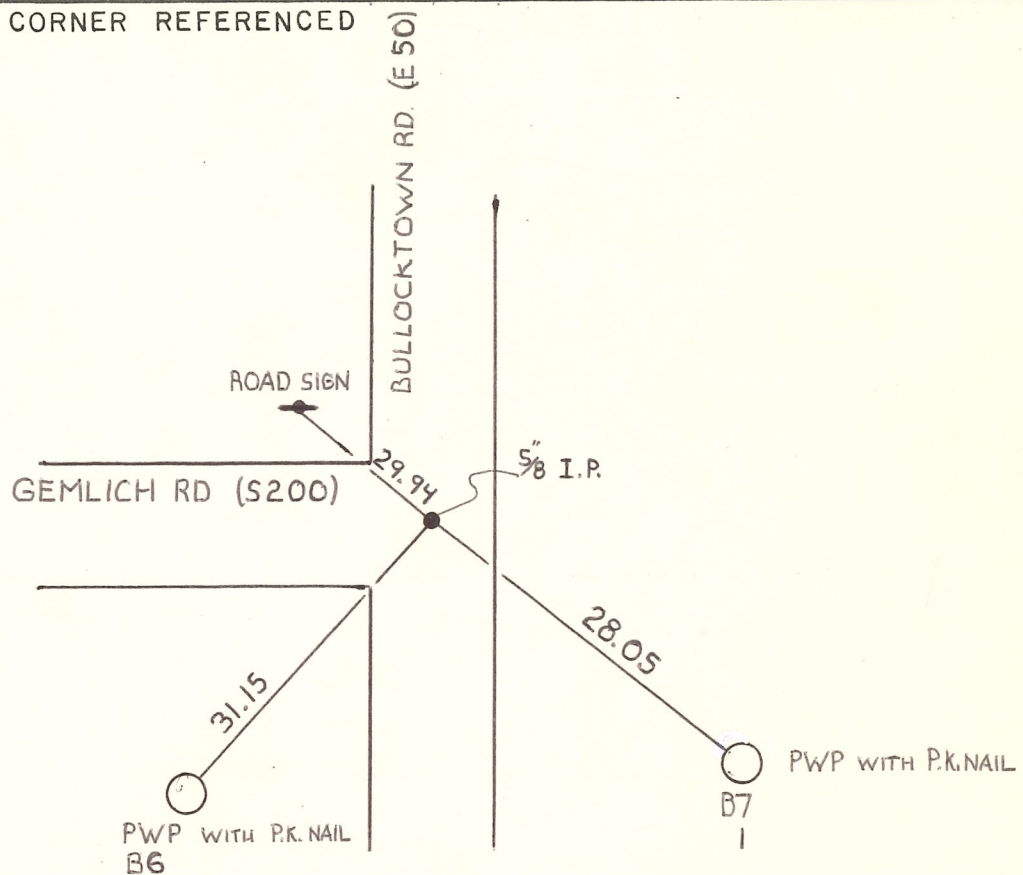 CORNER REFERENCED
BULLOCKTOWN RD. (E 50)
ROAD SIGN
29.94
5/8" I.P.
GEMLICH RD (S200)
28.05
31.15
PWP WITH P.K. NAIL
B7
1
PWP WITH P.K. NAIL
B6